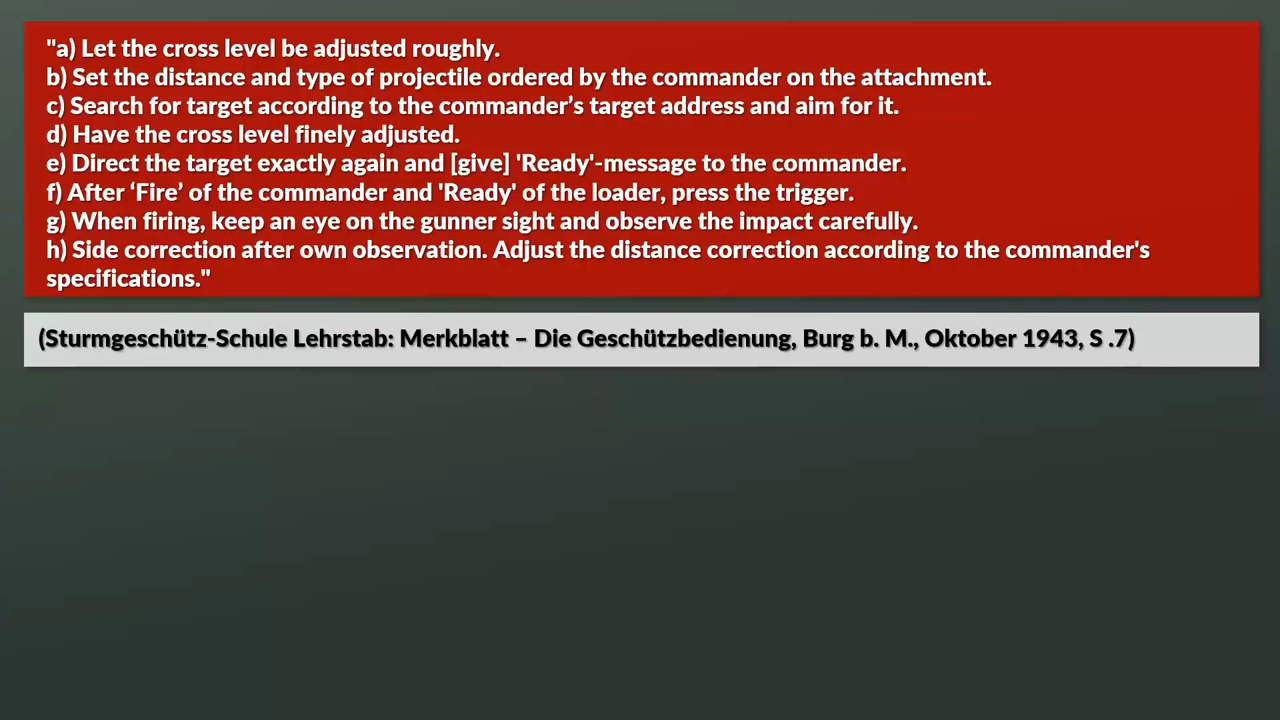 "a) Let the cross level be adjusted roughly.
b) Set the distance and type of projectile ordered by the commander on the attachment.
c) Search for target according to the commander’s target address and aim for it.
d) Have the cross level finely adjusted.
e) Direct the target exactly again and [give] 'Ready'-message to the commander.
f) After ‘Fire’ of the commander and 'Ready' of the loader, press the trigger.
g) When firing, keep an eye on the gunner sight and observe the impact carefully.
h) Side correction after own observation. Adjust the distance correction according to the commander's
specifications."
(Sturmgeschütz-Schule Lehrstab: Merkblatt – Die Geschützbedienung, Burg b. M., Oktober 1943, S .7)